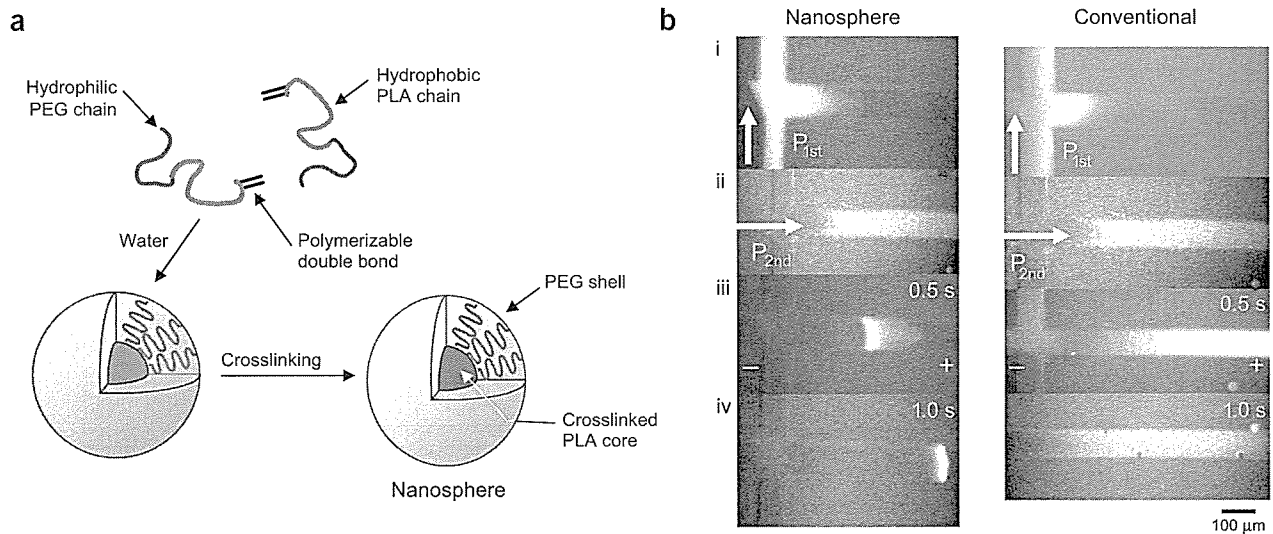 a
Hydrophilic
PEG chain
Hydrophobic
PLA chain
Water
Polymerizable
double bond
PEG shell
Crosslinking
Crosslinked
PLA core
Nanosphere
b
Nanosphere
Conventional
i
P1st
P1st
ii
P2nd
P2nd
iii
0.5 s
0.5 s
– +
– +
iv
1.0 s
1.0 s
100 µm